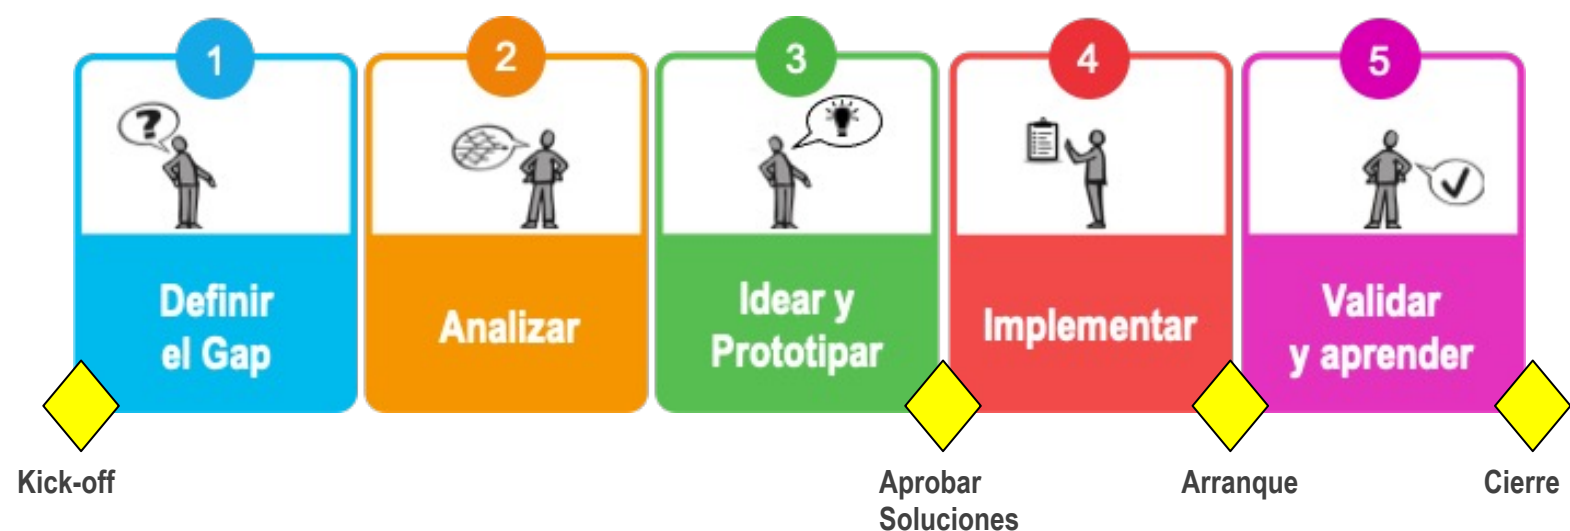 1
2
3
4
5
?
Definir
el Gap
Analizar
Idear y
Prototipar
Implementar
Validar
y aprender
Kick-off
Aprobar
Soluciones
Arranque
Cierre